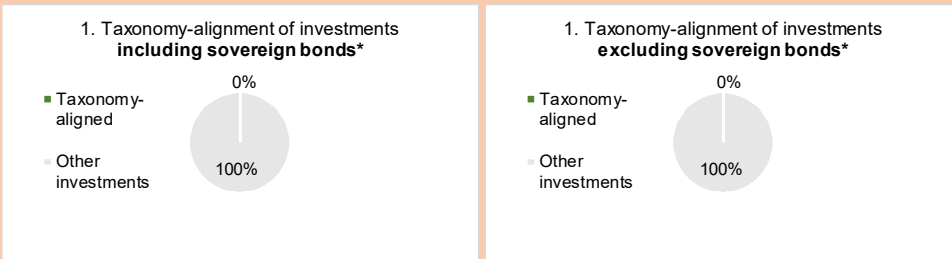 1. Taxonomy-alignment of investments
including sovereign bonds*
0%
Taxonomy-
aligned
Other
investments
100%
1. Taxonomy-alignment of investments
excluding sovereign bonds*
0%
Taxonomy-
aligned
Other
investments
100%